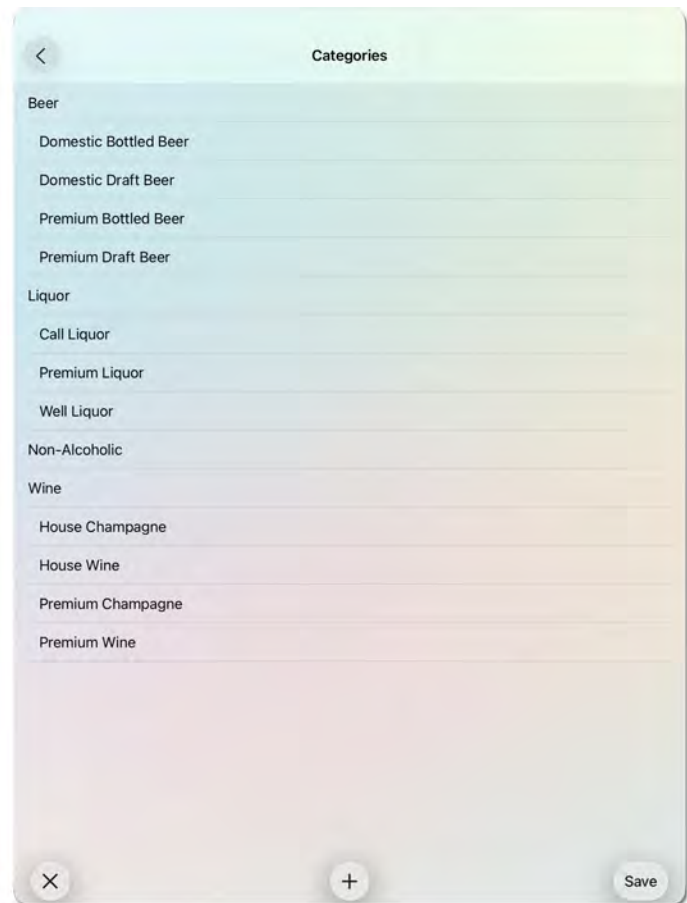 Categories
Beer
Domestic Bottled Beer
Domestic Draft Beer
Premium Bottled Beer
Premium Draft Beer
Liquor
Call Liquor
Premium Liquor
Well Liquor
Non-Alcoholic
Wine
House Champagne
House Wine
Premium Champagne
Premium Wine
Save